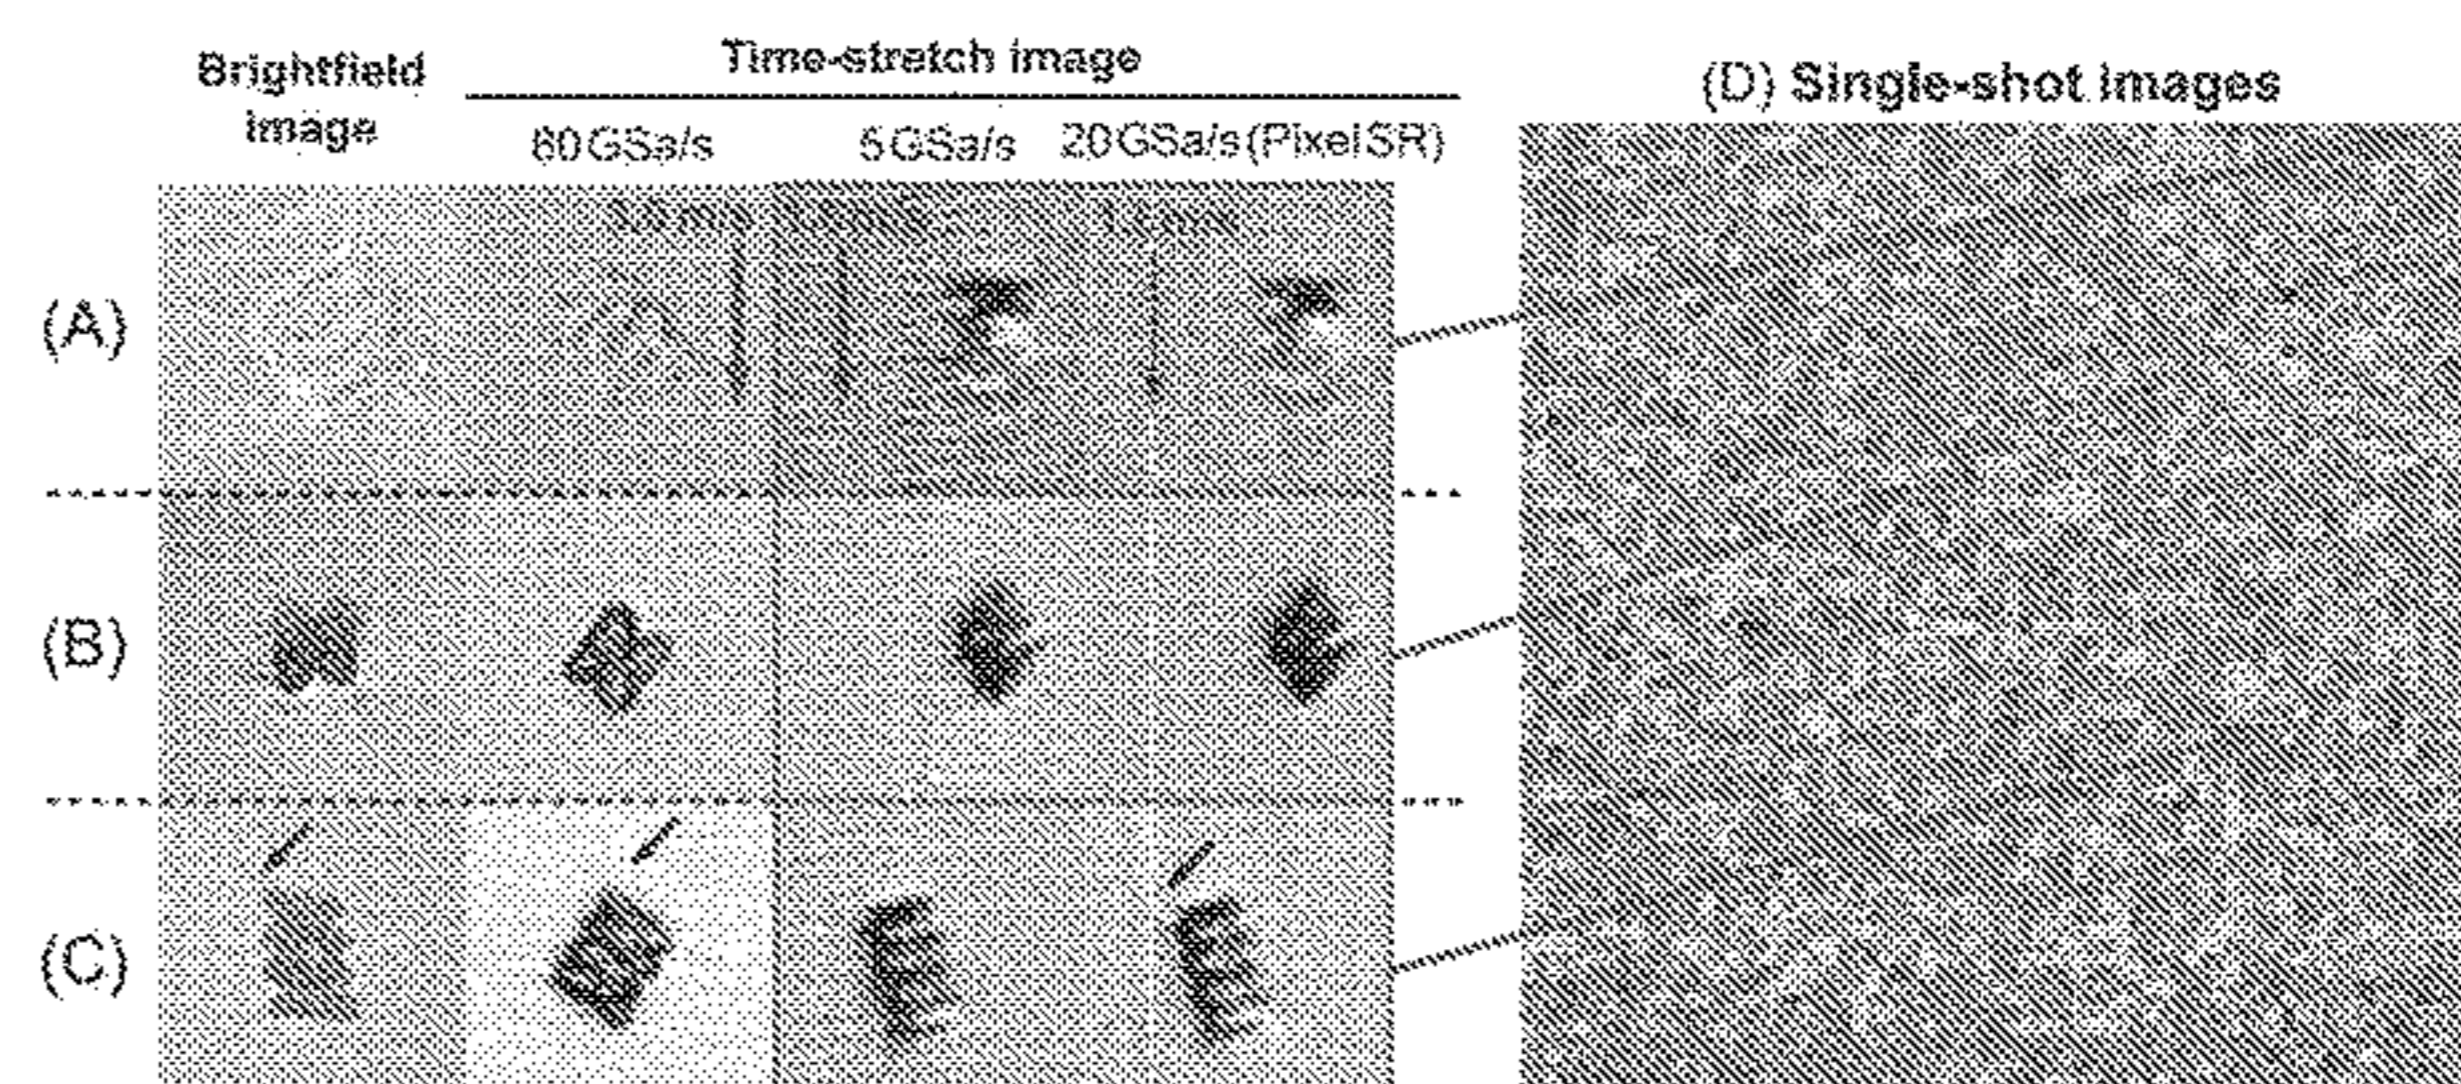 Brightfield
image
Time-stretch image
80GSa/s
5GSa/s
20GSa/s(PixelSR)
(D) Single-shot images
(A)
(B)
(C)